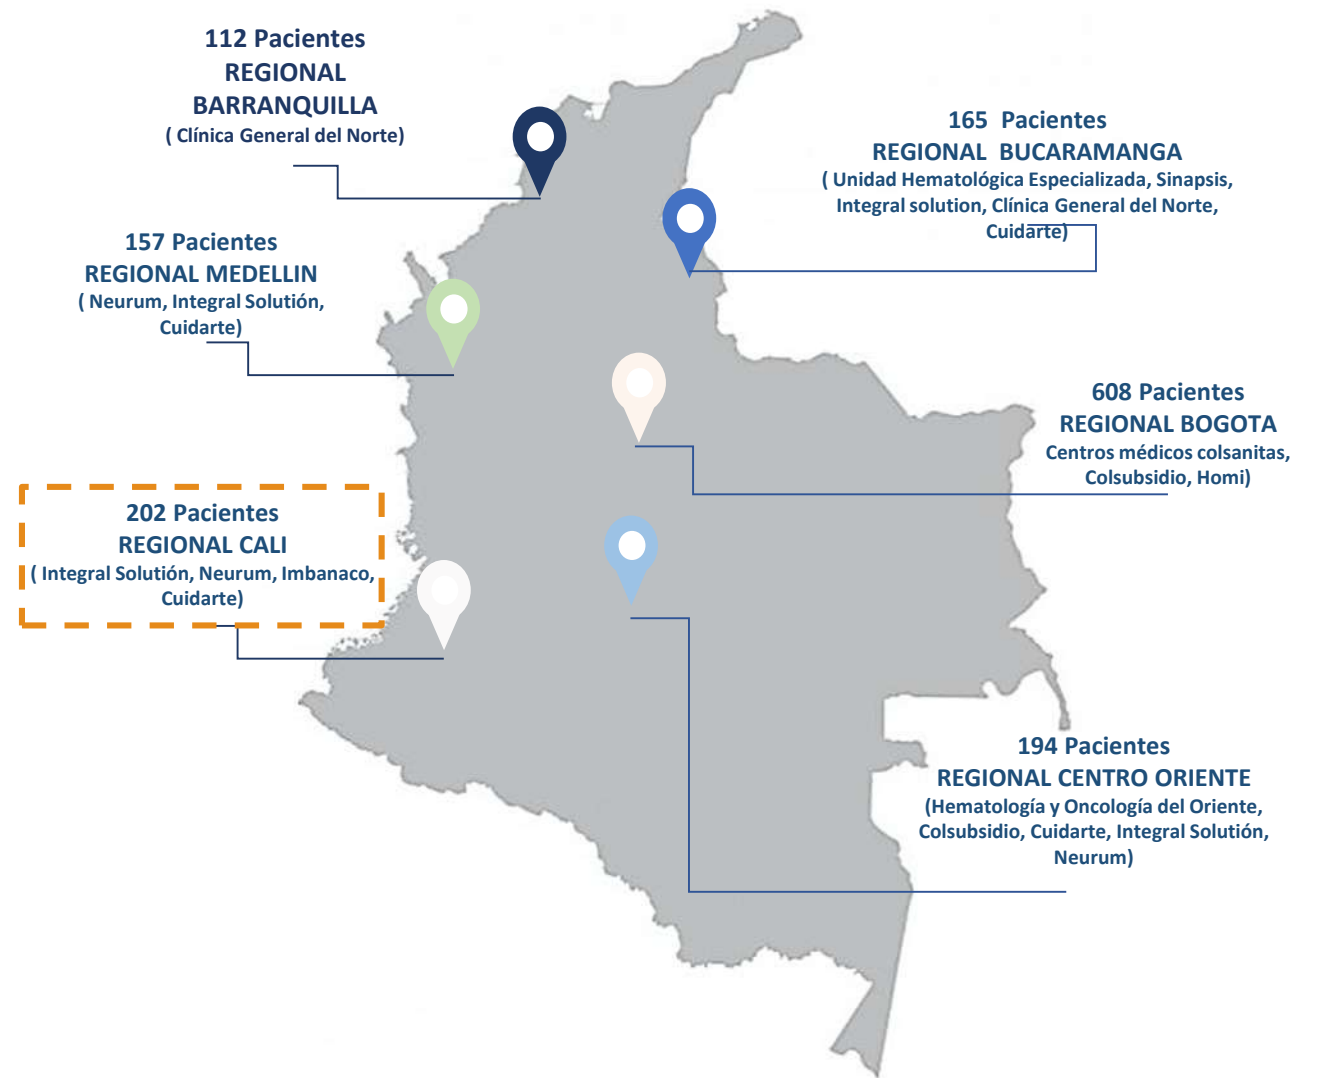 112 Pacientes
REGIONAL
BARRANQUILLA
( Clínica General del Norte)
165 Pacientes
REGIONAL BUCARAMANGA
( Unidad Hematológica Especializada, Sinapsis,
Integral solution, Clínica General del Norte,
Cuidarte)
157 Pacientes
REGIONAL MEDELLIN
( Neurum, Integral Solutión,
Cuidarte)
608 Pacientes
REGIONAL BOGOTA
Centros médicos colsanitas,
Colsubsidio, Homi)
202 Pacientes
REGIONAL CALI
( Integral Solutión, Neurum, Imbanaco,
Cuidarte)
194 Pacientes
REGIONAL CENTRO ORIENTE
(Hematología y Oncología del Oriente,
Colsubsidio, Cuidarte, Integral Solutión,
Neurum)